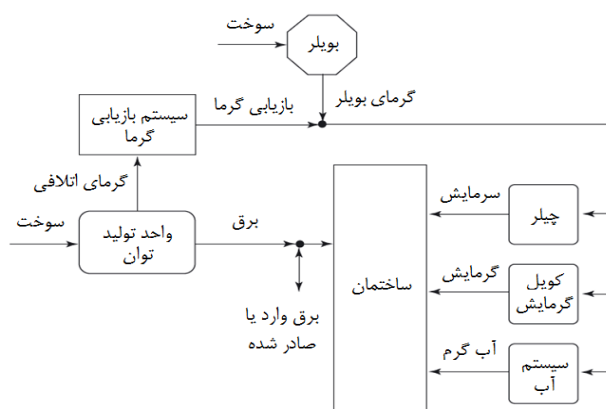 سوخت
بویلر
گرمای بویلر
بازیابی گرما
سیستم بازیابی
گرما
گرمای اتلافی
سوخت
واحد تولید
توان
برق
برق وارد یا
صادر شده
ساختمان
سرمایش
چیلر
گرمایش
کویل
گرمایش
آب گرم
سیستم
آب